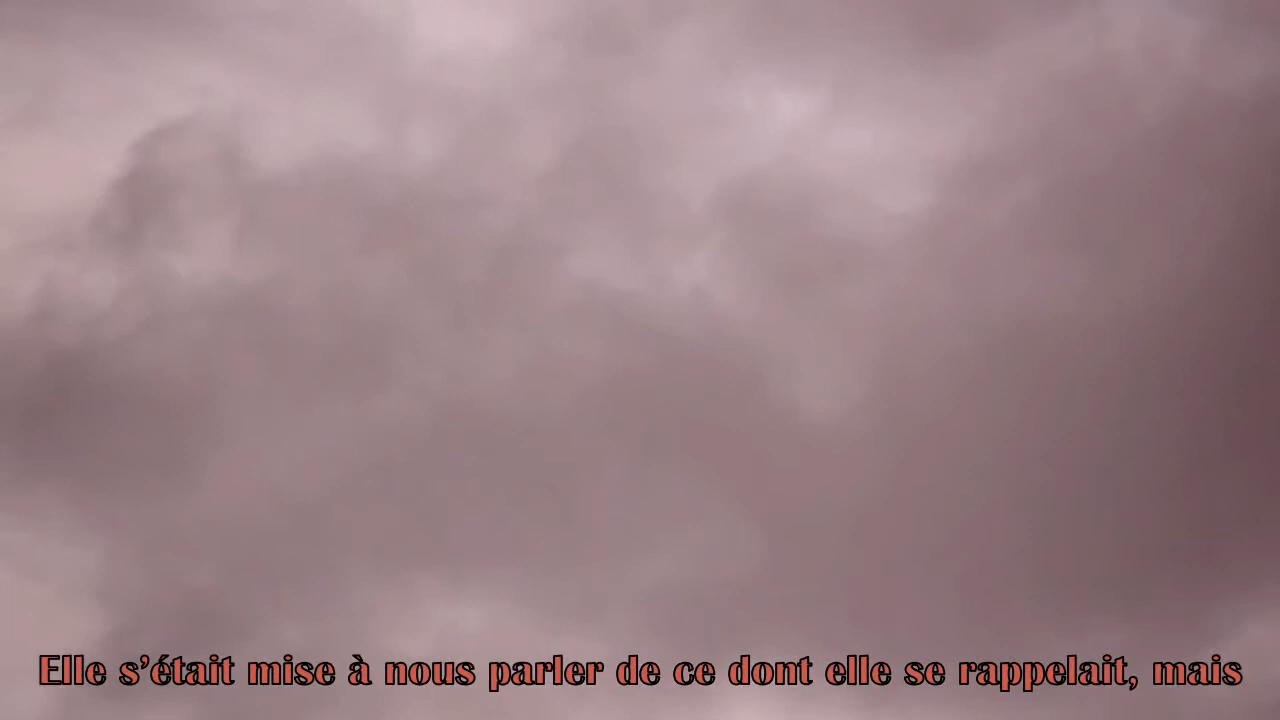 Elle s’était mise à nous parler de ce dont elle se rappelait, mais